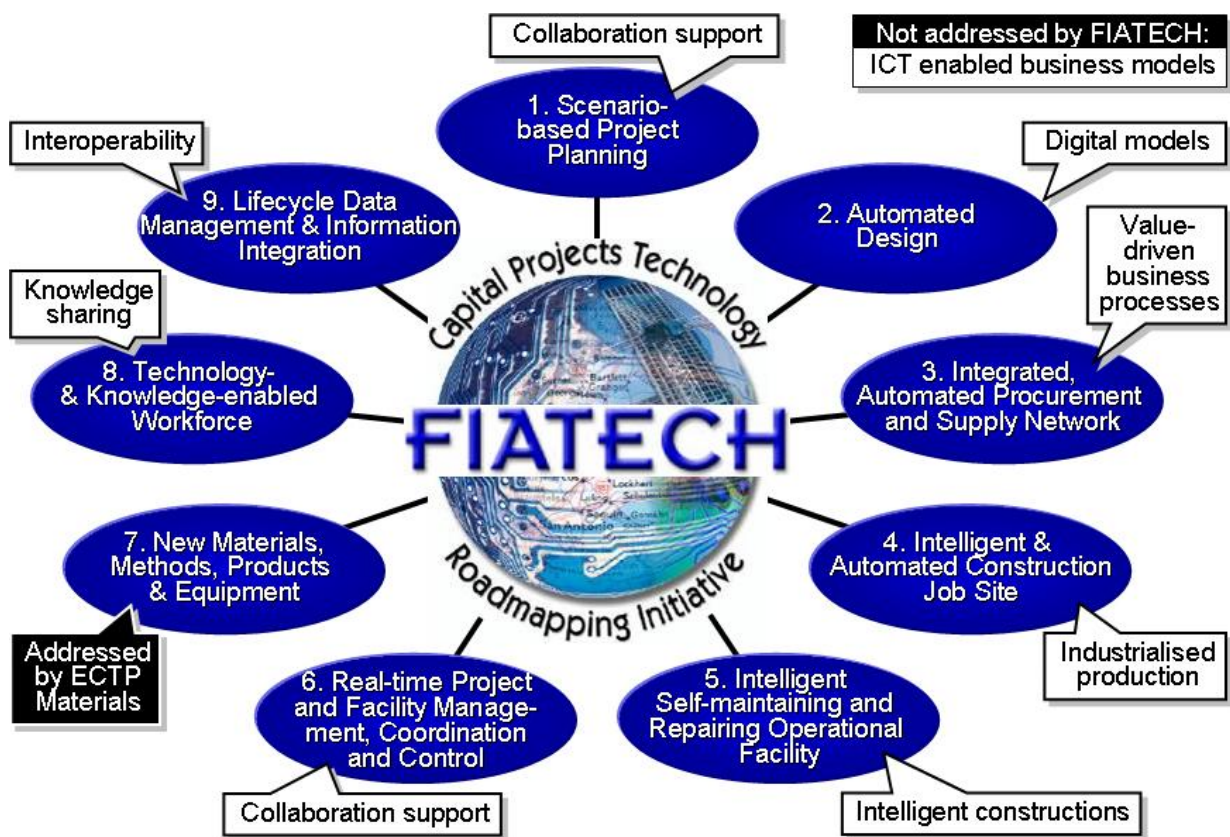 Collaboration support
Not addressed by FIATECH:
ICT enabled business models
1. Scenario-
based Project
Planning
Interoperability
Digital models
9. Lifecycle Data
Management & Information
Integration
2. Automated
Design
Value-
driven
business
processes
Capital Projects Technology
Knowledge
sharing
8. Technology-
& Knowledge-enabled
Workforce
3. Integrated,
Automated Procurement
and Supply Network
Bartlett
FIATECH
Lockhart
San Antonio
7. New Materials,
Methods, Products
& Equipment
4. Intelligent &
Automated Construction
Job Site
Roadmapping Initiative
Addressed
by ECTP
Materials
Industrialised
production
6. Real-time Project
and Facility Manage-
ment, Coordination
and Control
5. Intelligent
Self-maintaining and
Repairing Operational
Facility
Collaboration support
Intelligent constructions